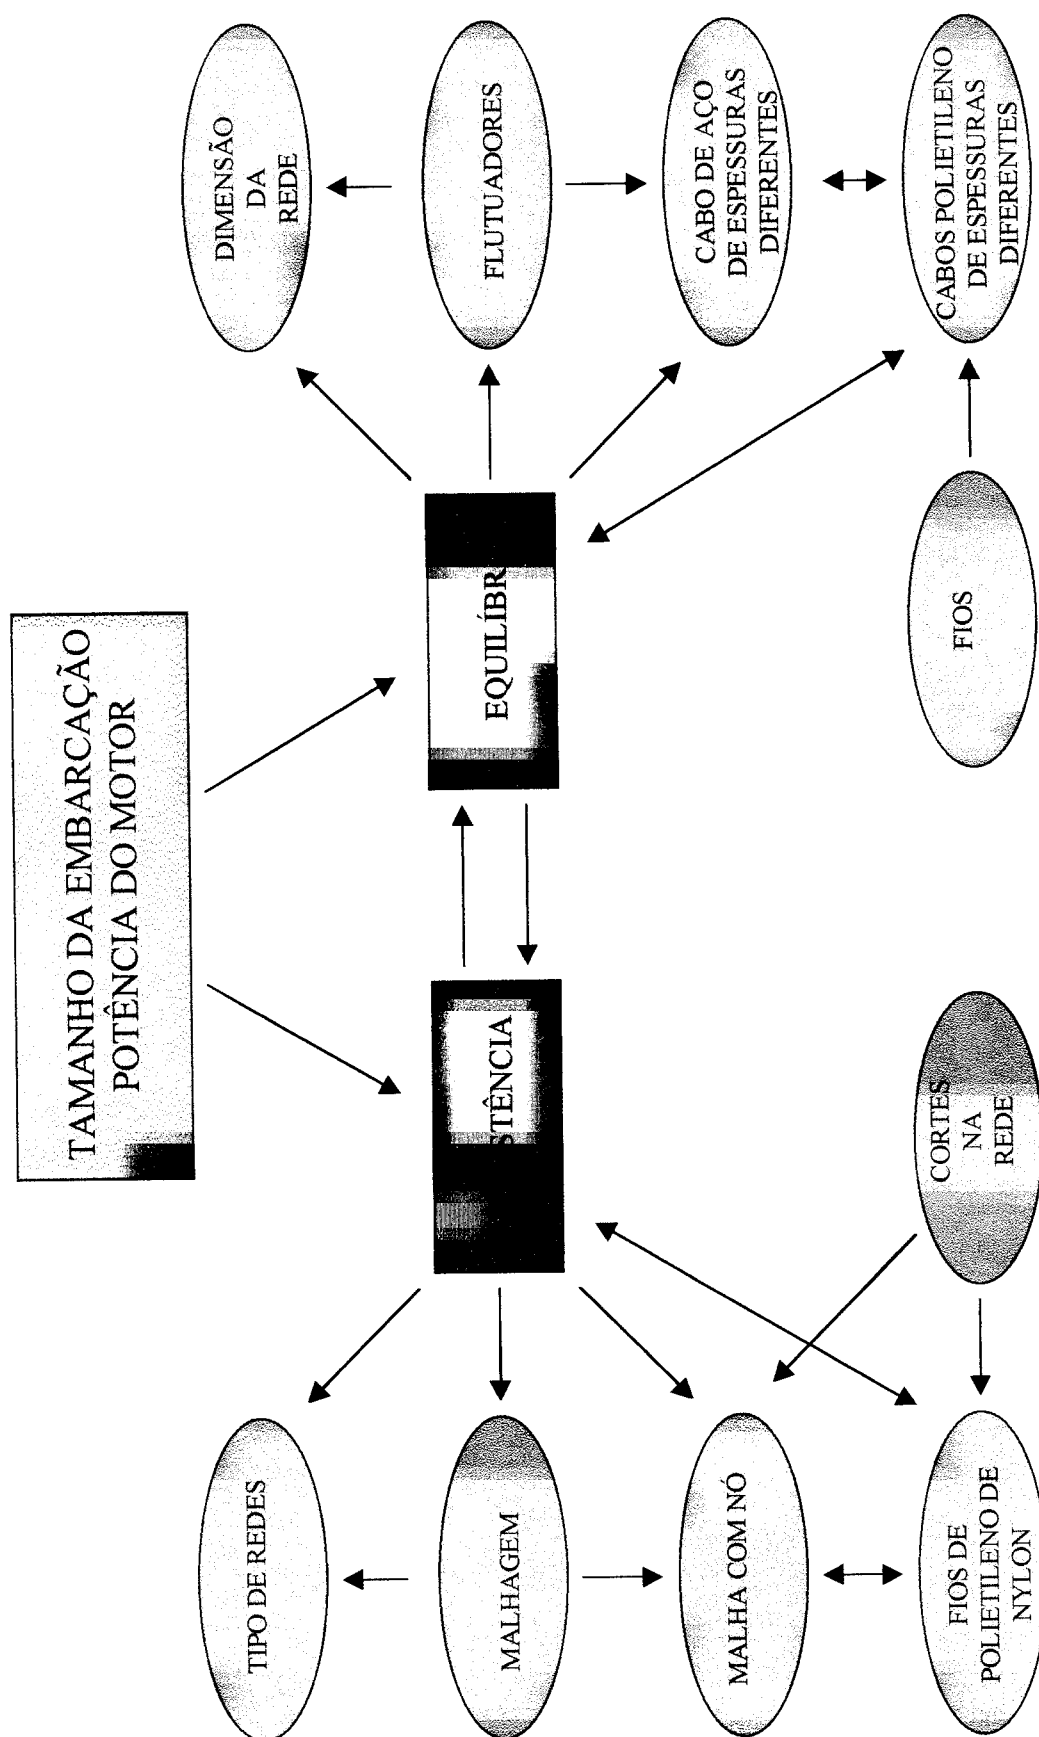 TAMANHO DA EMBARCAÇÃO
POTÊNCIA DO MOTOR
STÊNCIA
EQUILÍBR
TIPO DE REDES
MALHAGEM
MALHA COM NÓ
FIOS DE
POLIETILENO DE
NYLON
CORTES
NA
REDE
DIMENSÃO
DA
REDE
FLUTUADORES
CABO DE AÇO
DE ESPESSURAS
DIFERENTES
CABOS POLIETILENO
DE ESPESSURAS
DIFERENTES
FIOS